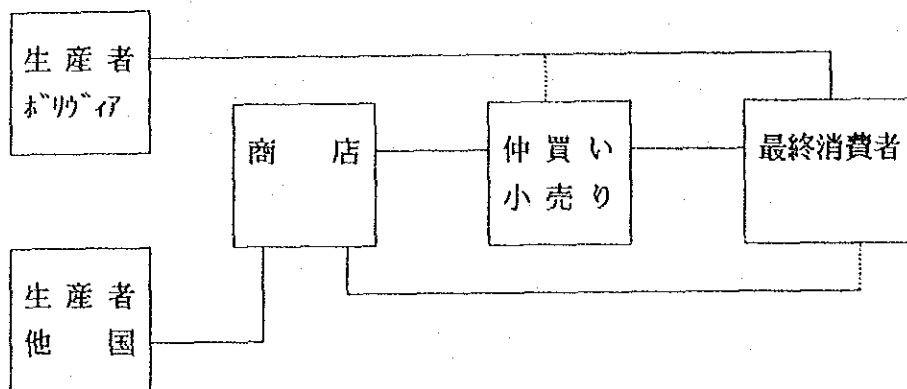 生 産 者
ﾎﾞﾘｳﾞｨｱ
商 店
仲 買 い
小 売 り
最終消費者
生 産 者
他 国